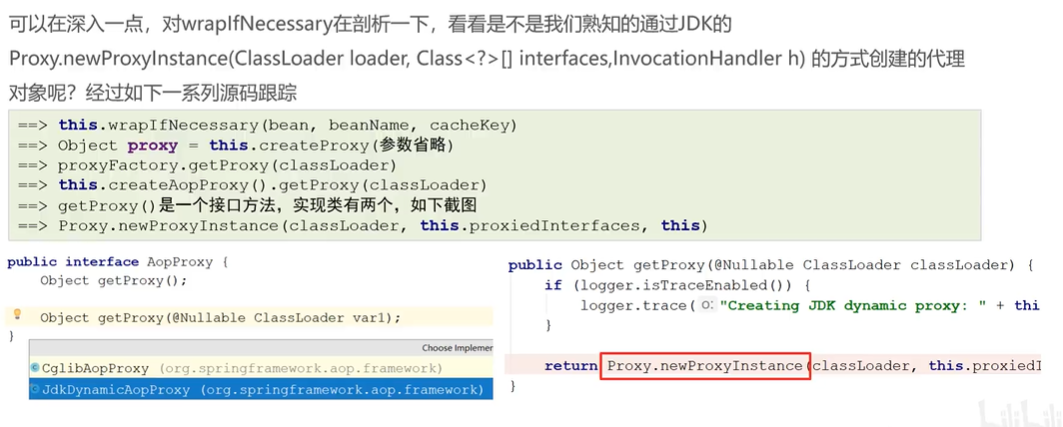 可以在深入一点，对wrapIfNecessary在剖析一下，看看是不是我们熟知的通过JDK的
Proxy.newProxyInstance(ClassLoader loader, Class<?>[] interfaces,InvocationHandler h) 的方式创建的代理
对象呢？经过如下一系列源码跟踪
==> this.wrapIfNecessary(bean, beanName, cacheKey)
==> Object proxy = this.createProxy(参数省略)
==> proxyFactory.getProxy(classLoader)
==> this.createAopProxy().getProxy(classLoader)
==> getProxy()是一个接口方法，实现类有两个，如下截图
==> Proxy.newProxyInstance(classLoader, this.proxiedInterfaces, this)
public interface AopProxy {
Object getProxy();
Object getProxy(@Nullable ClassLoader var1);
}
Choose Implemen
CglibAopProxy (org.springframework.aop.framework)
JdkDynamicAopProxy (org.springframework.aop.framework)
public Object getProxy(@Nullable ClassLoader classLoader) {
if (logger.isTraceEnabled()) {
logger.trace( o: "Creating JDK dynamic proxy: " + thi
}
return Proxy.newProxyInstance(classLoader, this.proxiedI
}
bilibili